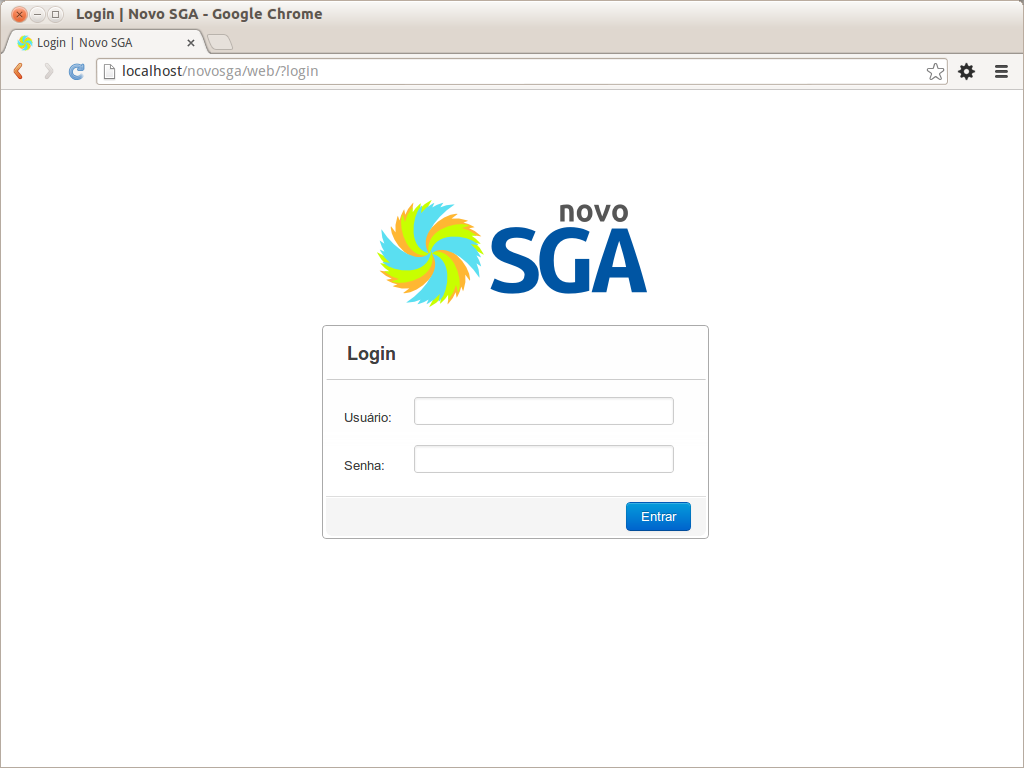 Login | Novo SGA - Google Chrome
Login | Novo SGA
localhost/novosga/web/?login
novo
SGA
Login
Usuário:
Senha:
Entrar